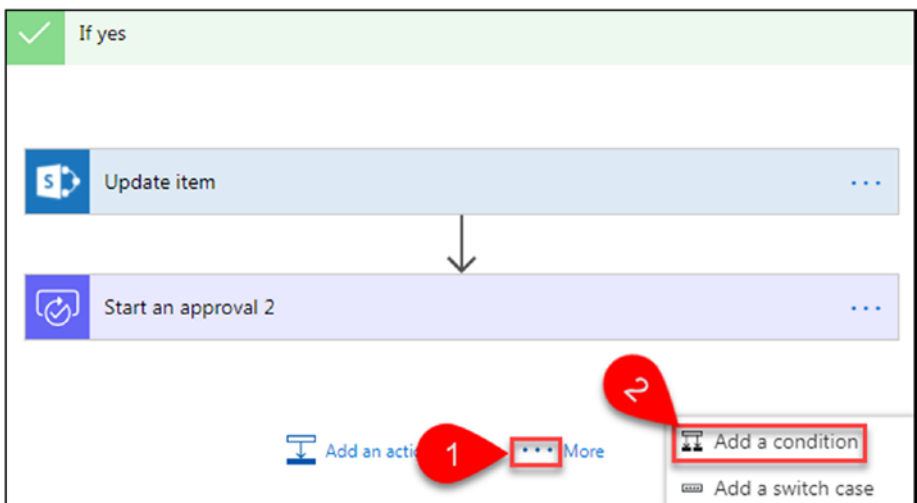 If yes
S
Update item
...
Start an approval 2
...
2
Add a condition
Add an acti
1
... More
Add a switch case